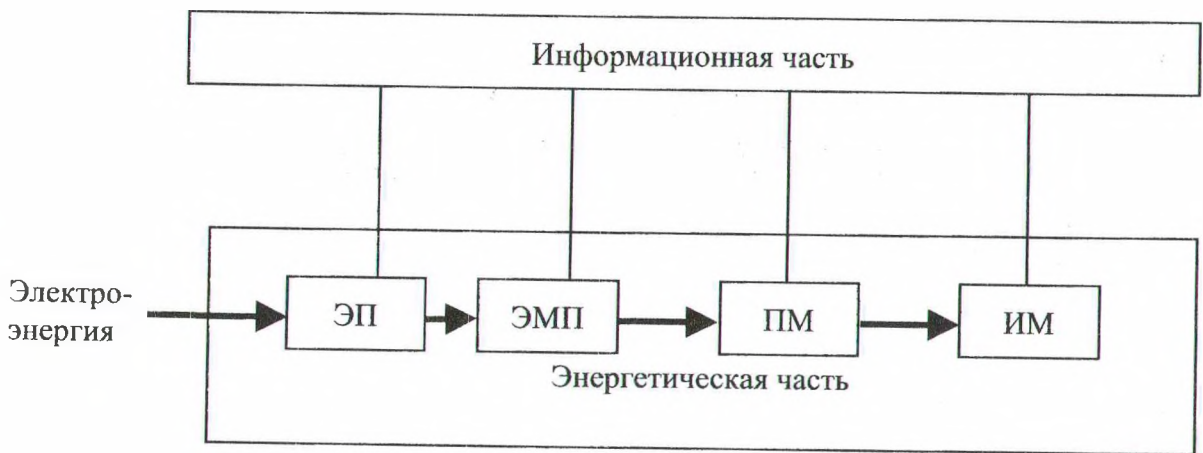 Информационная часть
Электро-
энергия
ЭП
ЭМП
ПМ
ИМ
Энергетическая часть